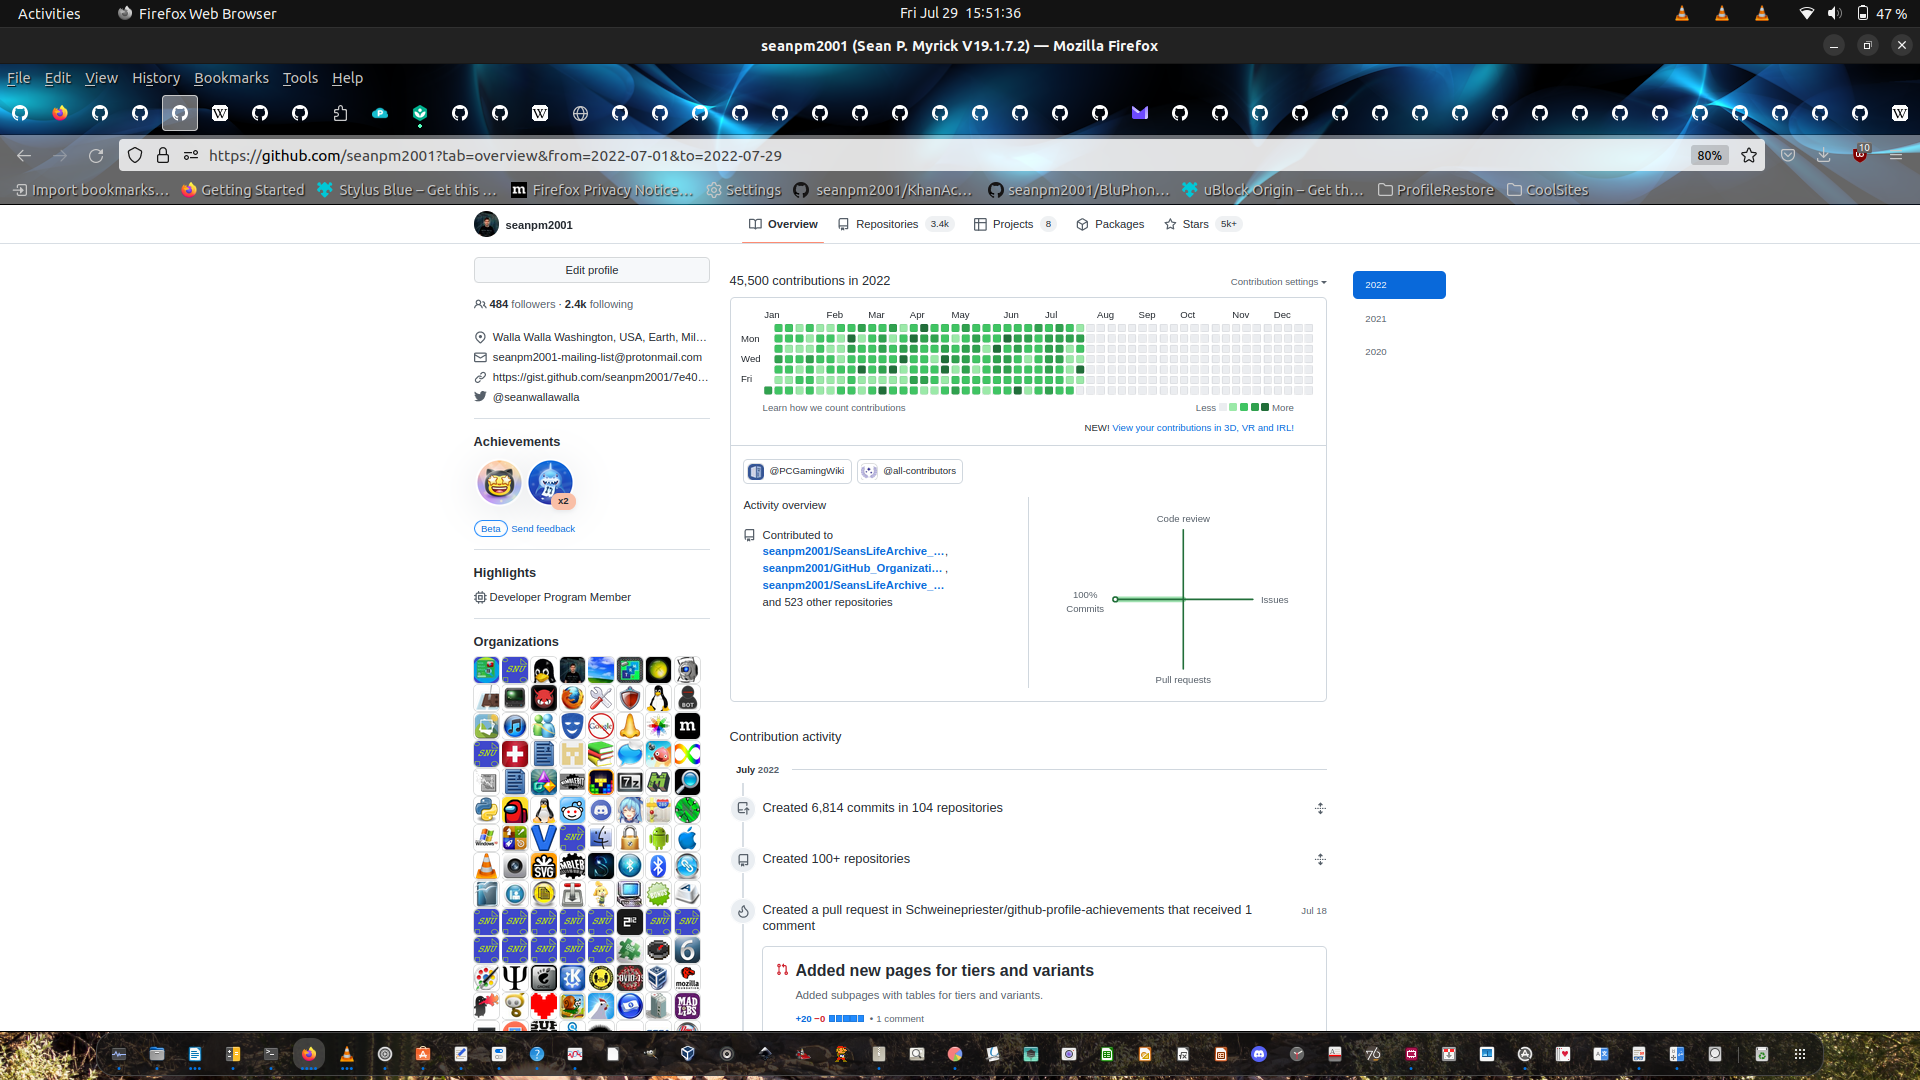 Activities Firefox Web Browser Fri Jul 29 15:51:36 47 %
seanpm2001 (Sean P. Myrick V19.1.7.2) — Mozilla Firefox
File Edit View History Bookmarks Tools Help
https://github.com/seanpm2001?tab=overview&from=2022-07-01&to=2022-07-29 80% 10
Import bookmarks... Getting Started Stylus Blue – Get this ... Firefox Privacy Notice... Settings seanpm2001/KhanAc... seanpm2001/BluPhon... uBlock Origin – Get th... ProfileRestore CoolSites
seanpm2001 Overview Repositories 3.4k Projects 8 Packages Stars 5k+
Edit profile
484 followers · 2.4k following
Walla Walla Washington, USA, Earth, Mil...
seanpm2001-mailing-list@protonmail.com
https://gist.github.com/seanpm2001/7e40...
@seanwallawalla
Achievements
x2
Beta Send feedback
Highlights
Developer Program Member
Organizations
45,500 contributions in 2022 Contribution settings
2022
2021
2020
Jan Feb Mar Apr May Jun Jul Aug Sep Oct Nov Dec
Mon
Wed
Fri
Learn how we count contributions Less More
NEW! View your contributions in 3D, VR and IRL!
@PCGamingWiki @all-contributors
Activity overview
Contributed to
seanpm2001/SeansLifeArchive_...,
seanpm2001/GitHub_Organizati... ,
seanpm2001/SeansLifeArchive_...
and 523 other repositories
Code review
100%
Commits
Issues
Pull requests
Contribution activity
July 2022
Created 6,814 commits in 104 repositories
Created 100+ repositories
Created a pull request in Schweinepriester/github-profile-achievements that received 1 Jul 18
comment
Added new pages for tiers and variants
Added subpages with tables for tiers and variants.
+20 −0 • 1 comment